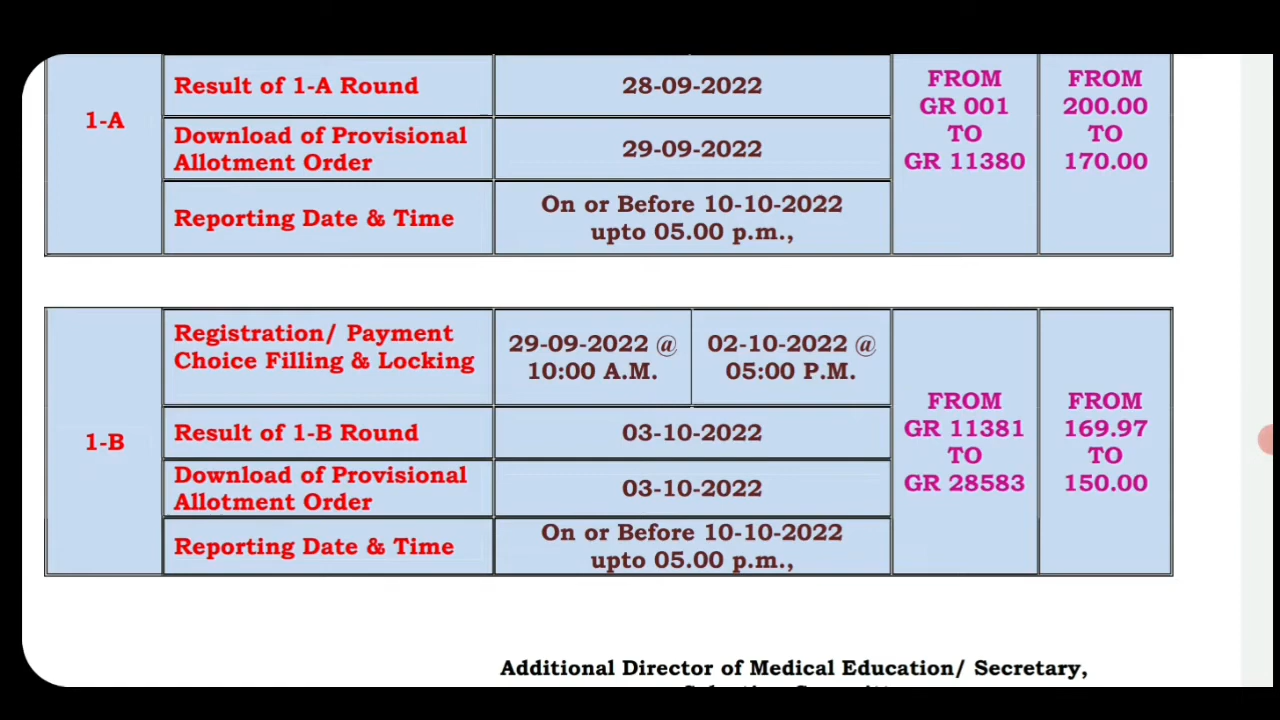 1-A
Result of 1-A Round
28-09-2022
Download of Provisional
Allotment Order
29-09-2022
Reporting Date & Time
On or Before 10-10-2022
upto 05.00 p.m.,
FROM
GR 001
TO
GR 11380
FROM
200.00
TO
170.00
1-B
Registration/ Payment
Choice Filling & Locking
29-09-2022 @
10:00 A.M.
02-10-2022 @
05:00 P.M.
Result of 1-B Round
03-10-2022
Download of Provisional
Allotment Order
03-10-2022
Reporting Date & Time
On or Before 10-10-2022
upto 05.00 p.m.,
FROM
GR 11381
TO
GR 28583
FROM
169.97
TO
150.00
Additional Director of Medical Education/ Secretary,